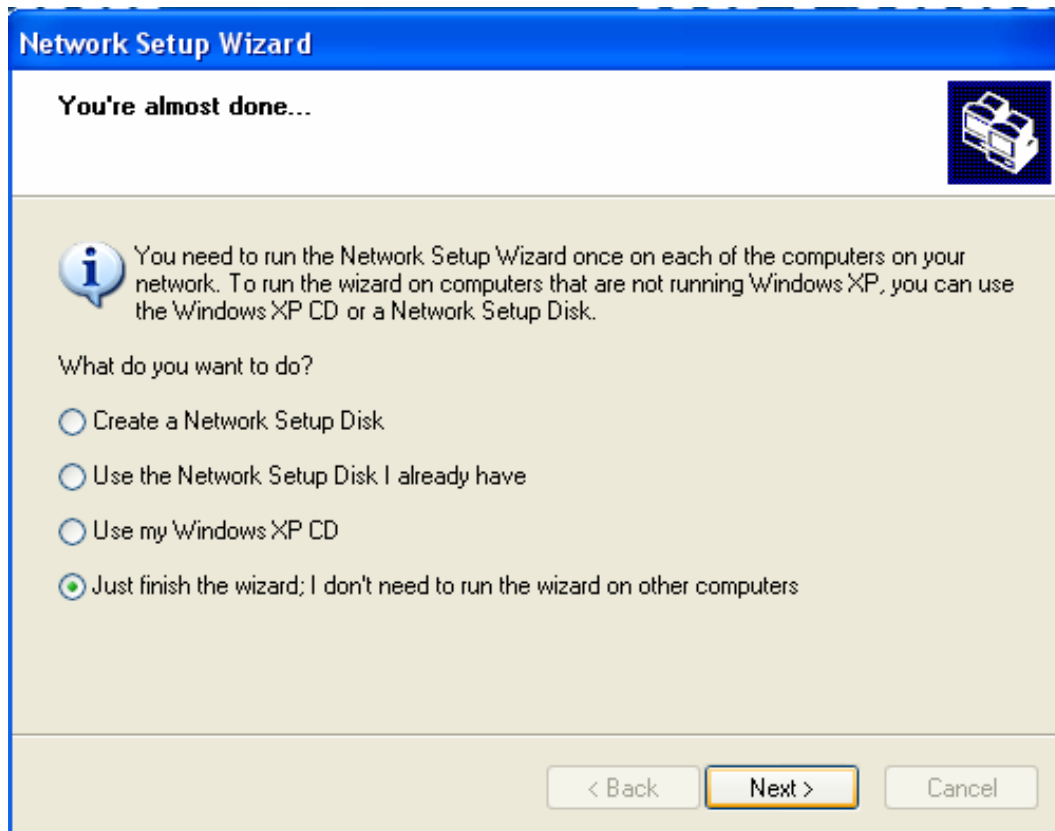 Network Setup Wizard
You're almost done...
You need to run the Network Setup Wizard once on each of the computers on your
network. To run the wizard on computers that are not running Windows XP, you can use
the Windows XP CD or a Network Setup Disk.
What do you want to do?
Create a Network Setup Disk
Use the Network Setup Disk I already have
Use my Windows XP CD
Just finish the wizard; I don't need to run the wizard on other computers
< Back
Next >
Cancel